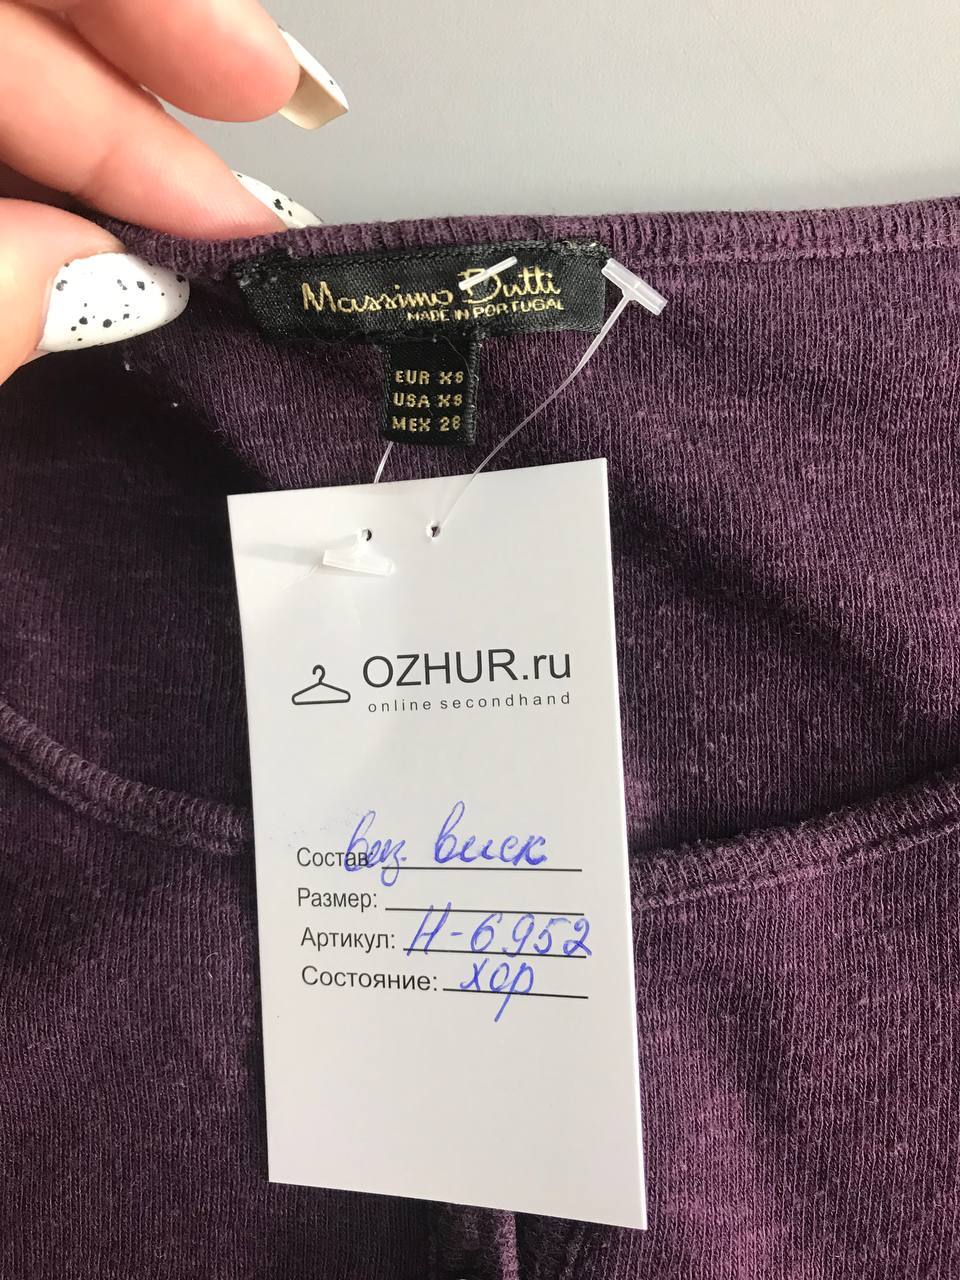 Massimo Dutti
MADE IN PORTUGAL
EUR XS
USA XS
MEX 28
OZHUR.ru
online secondhand
Состав: виск
Размер:
Артикул: Н-6952
Состояние: хор